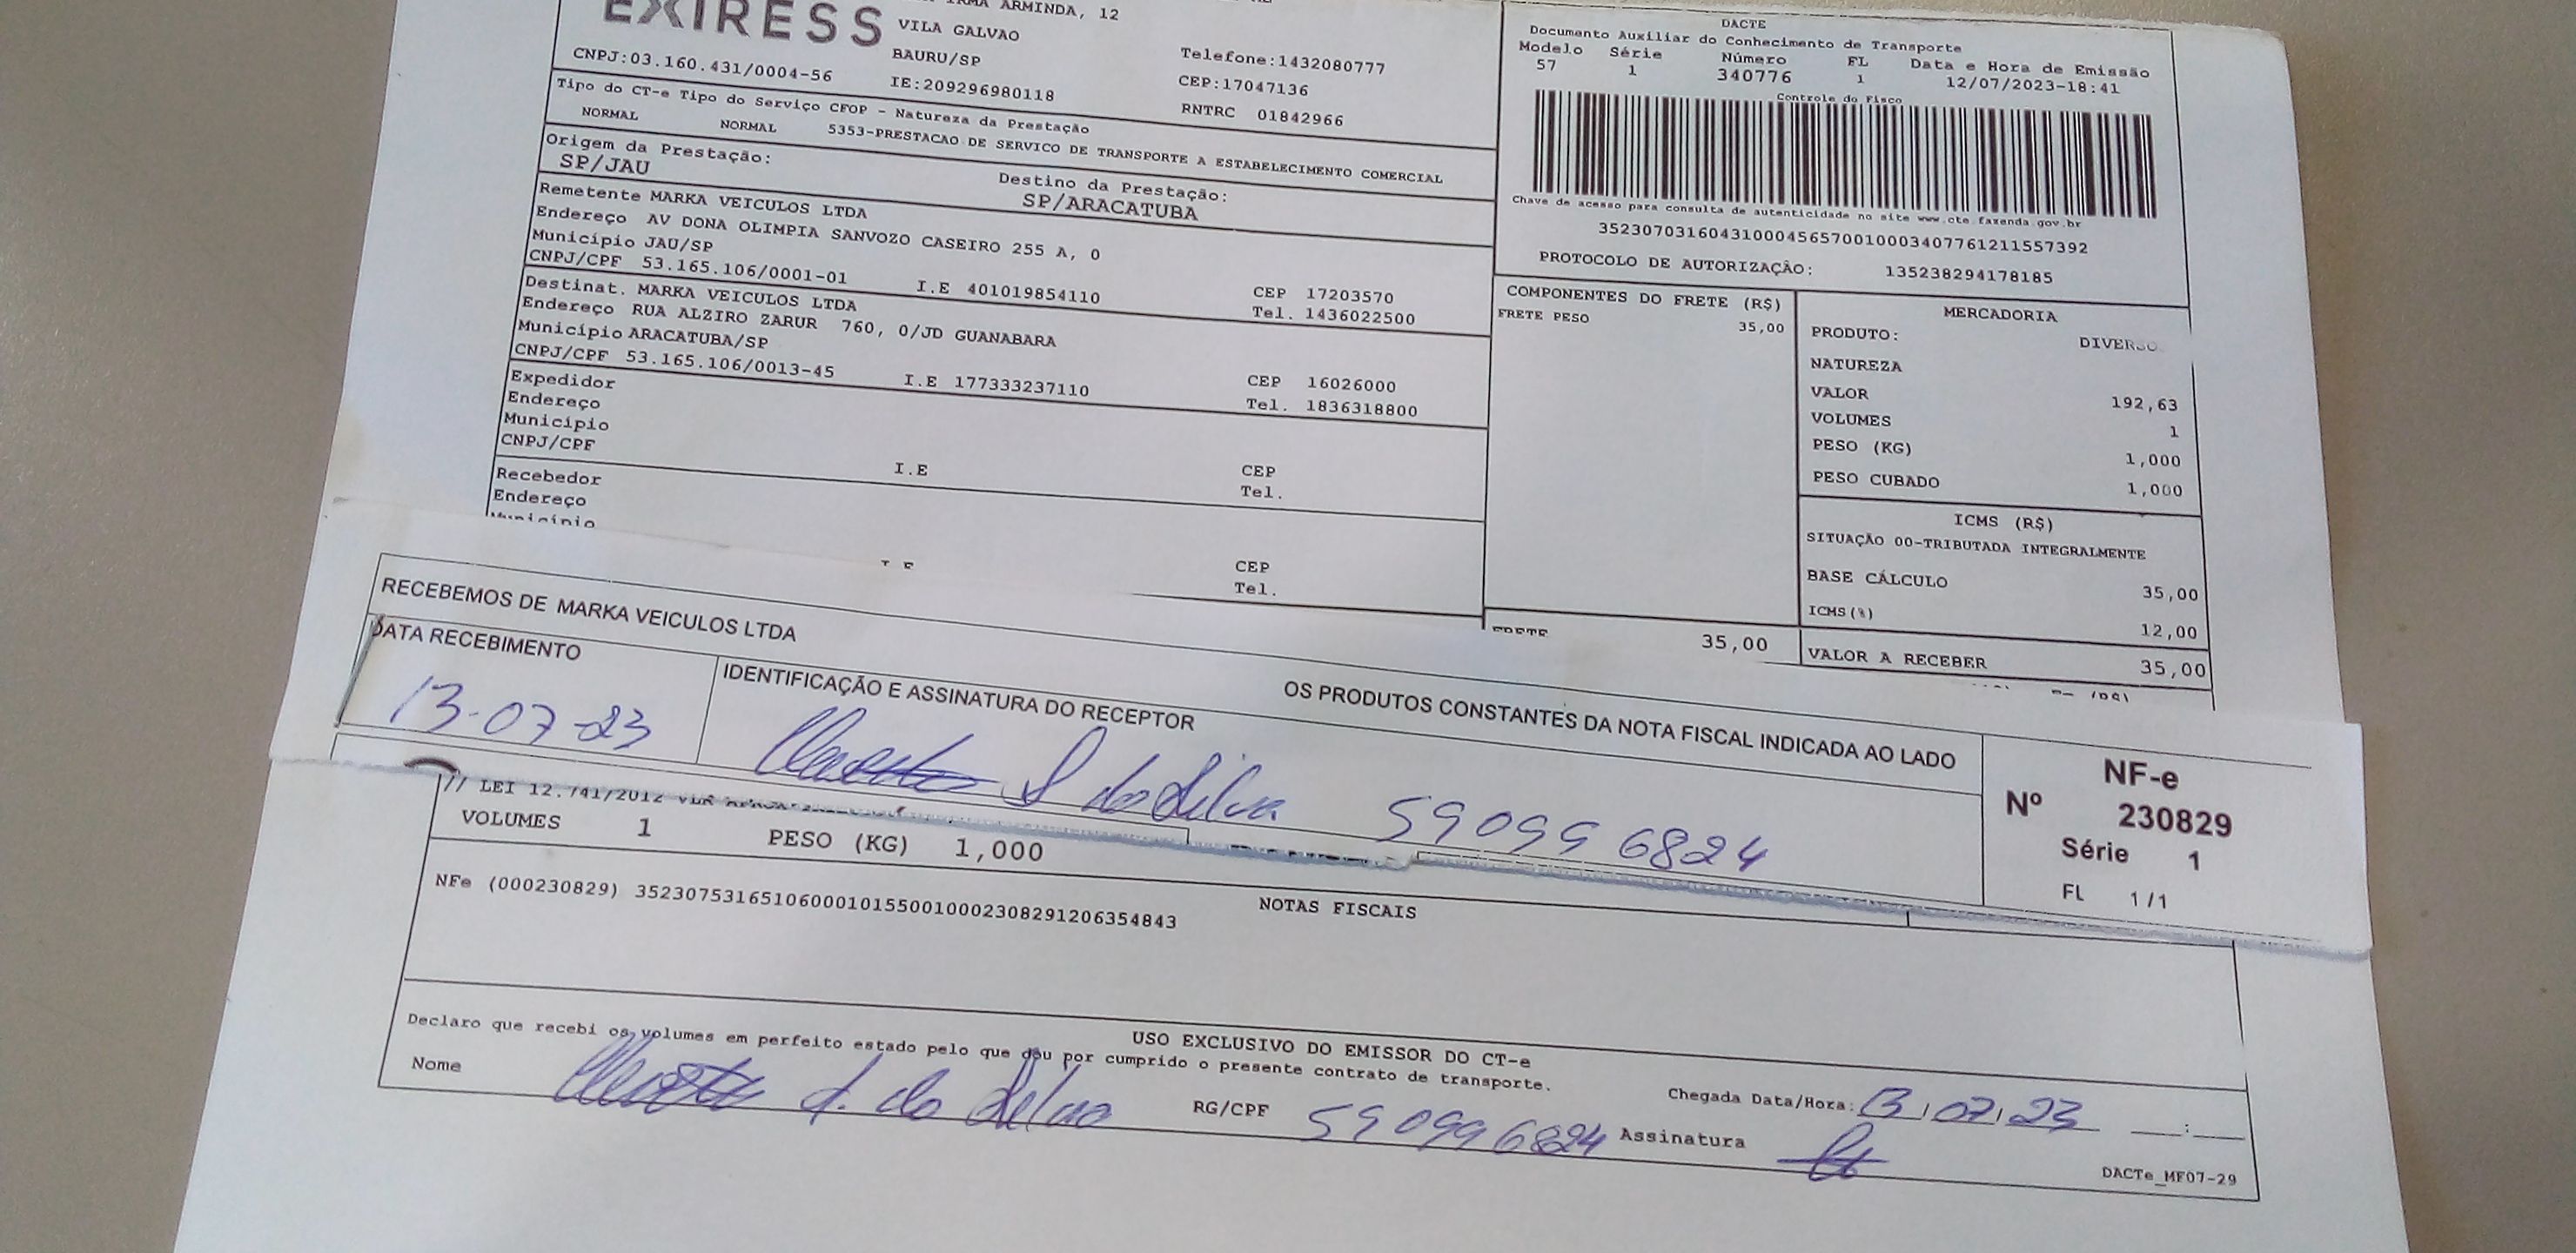 EXPRESS
ARMINDA, 12
VILA GALVAO
BAURU/SP
Telefone:1432080777
CNPJ:03.160.431/0004-56
IE:209296980118
CEP:17047136
RNTRC 01842966
Tipo do CT-e Tipo do Serviço CFOP - Natureza da Prestação
NORMAL NORMAL 5353-PRESTACAO DE SERVICO DE TRANSPORTE A ESTABELECIMENTO COMERCIAL
Origem da Prestação:
SP/JAU
Destino da Prestação:
SP/ARACATUBA
Remetente MARKA VEICULOS LTDA
Endereço AV DONA OLIMPIA SANVOZO CASEIRO 255 A, 0
Município JAU/SP
CEP 17203570
CNPJ/CPF 53.165.106/0001-01 I.E 401019854110 Tel. 1436022500
Destinat. MARKA VEICULOS LTDA
Endereço RUA ALZIRO ZARUR 760, 0/JD GUANABARA
Município ARACATUBA/SP
CEP 16026000
CNPJ/CPF 53.165.106/0013-45 I.E 177333237110 Tel. 1836318800
Expedidor
Endereço
Município
CEP
CNPJ/CPF I.E Tel.
Recebedor
Endereço
Município
CEP
I.E Tel.
DACTE
Documento Auxiliar do Conhecimento de Transporte
Modelo Série Número FL Data e Hora de Emissão
57 1 340776 1 12/07/2023-18:41
Controle do Fisco
Chave de acesso para consulta de autenticidade no site www.cte.fazenda.gov.br
35230703160431000456570010003407761211557392
PROTOCOLO DE AUTORIZAÇÃO: 135238294178185
COMPONENTES DO FRETE (R$)
FRETE PESO 35,00
FRETE 35,00
MERCADORIA
PRODUTO: DIVERSO
NATUREZA
VALOR 192,63
VOLUMES 1
PESO (KG) 1,000
PESO CUBADO 1,000
ICMS (R$)
SITUAÇÃO 00-TRIBUTADA INTEGRALMENTE
BASE CÁLCULO 35,00
ICMS(%) 12,00
VALOR A RECEBER 35,00
RECEBEMOS DE MARKA VEICULOS LTDA
OS PRODUTOS CONSTANTES DA NOTA FISCAL INDICADA AO LADO
DATA RECEBIMENTO
13-07-23
IDENTIFICAÇÃO E ASSINATURA DO RECEPTOR
S da Silva 590996824
NF-e
Nº 230829
Série 1
FL 1/1
// LEI 12.741/2012
VOLUMES 1 PESO (KG) 1,000
NOTAS FISCAIS
NFe (000230829) 35230753165106000101550010002308291206354843
USO EXCLUSIVO DO EMISSOR DO CT-e
Declaro que recebi os volumes em perfeito estado pelo que dou por cumprido o presente contrato de transporte.
Nome S. da Silva RG/CPF 590996824 Assinatura
Chegada Data/Hora: 13/07/23 __:__
DACTe_MF07-29